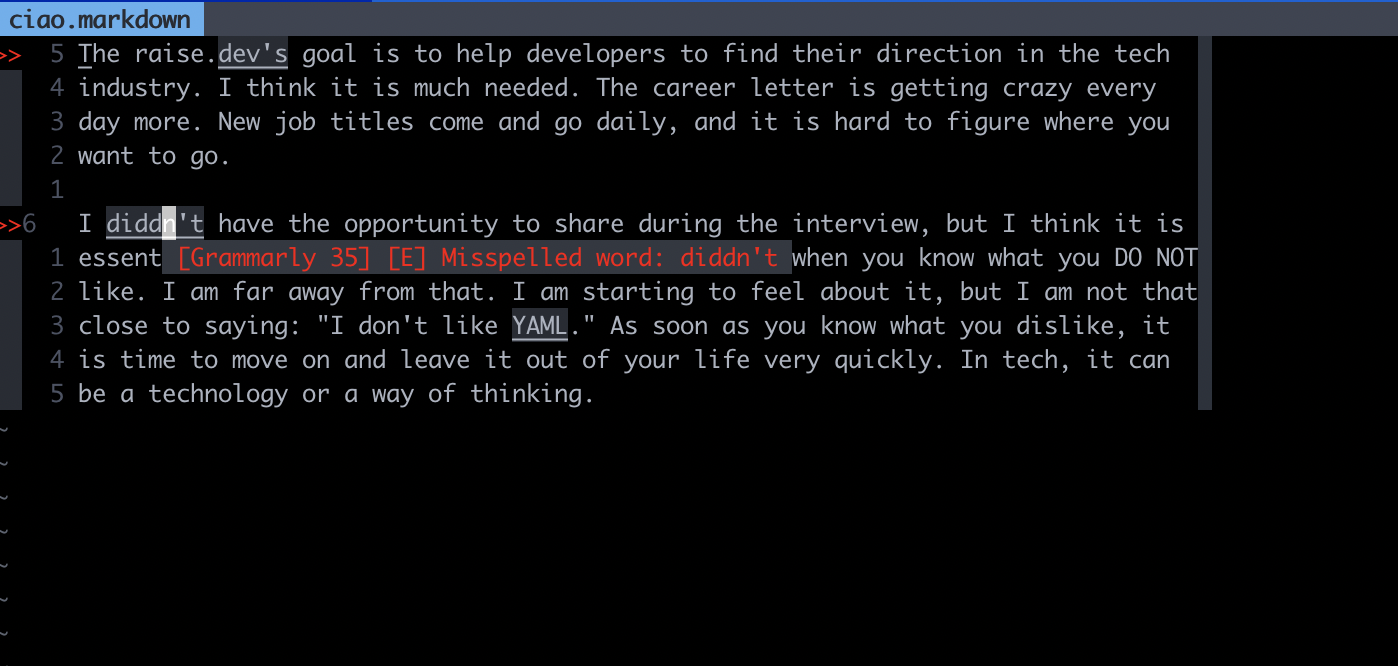 ciao.markdown
>> 5 The raise.dev's goal is to help developers to find their direction in the tech
4 industry. I think it is much needed. The career letter is getting crazy every
3 day more. New job titles come and go daily, and it is hard to figure where you
2 want to go.
1
>>6 I diddn't have the opportunity to share during the interview, but I think it is
1 essent [Grammarly 35] [E] Misspelled word: diddn't when you know what you DO NOT
2 like. I am far away from that. I am starting to feel about it, but I am not that
3 close to saying: "I don't like YAML." As soon as you know what you dislike, it
4 is time to move on and leave it out of your life very quickly. In tech, it can
5 be a technology or a way of thinking.
~
~
~
~
~
~
~